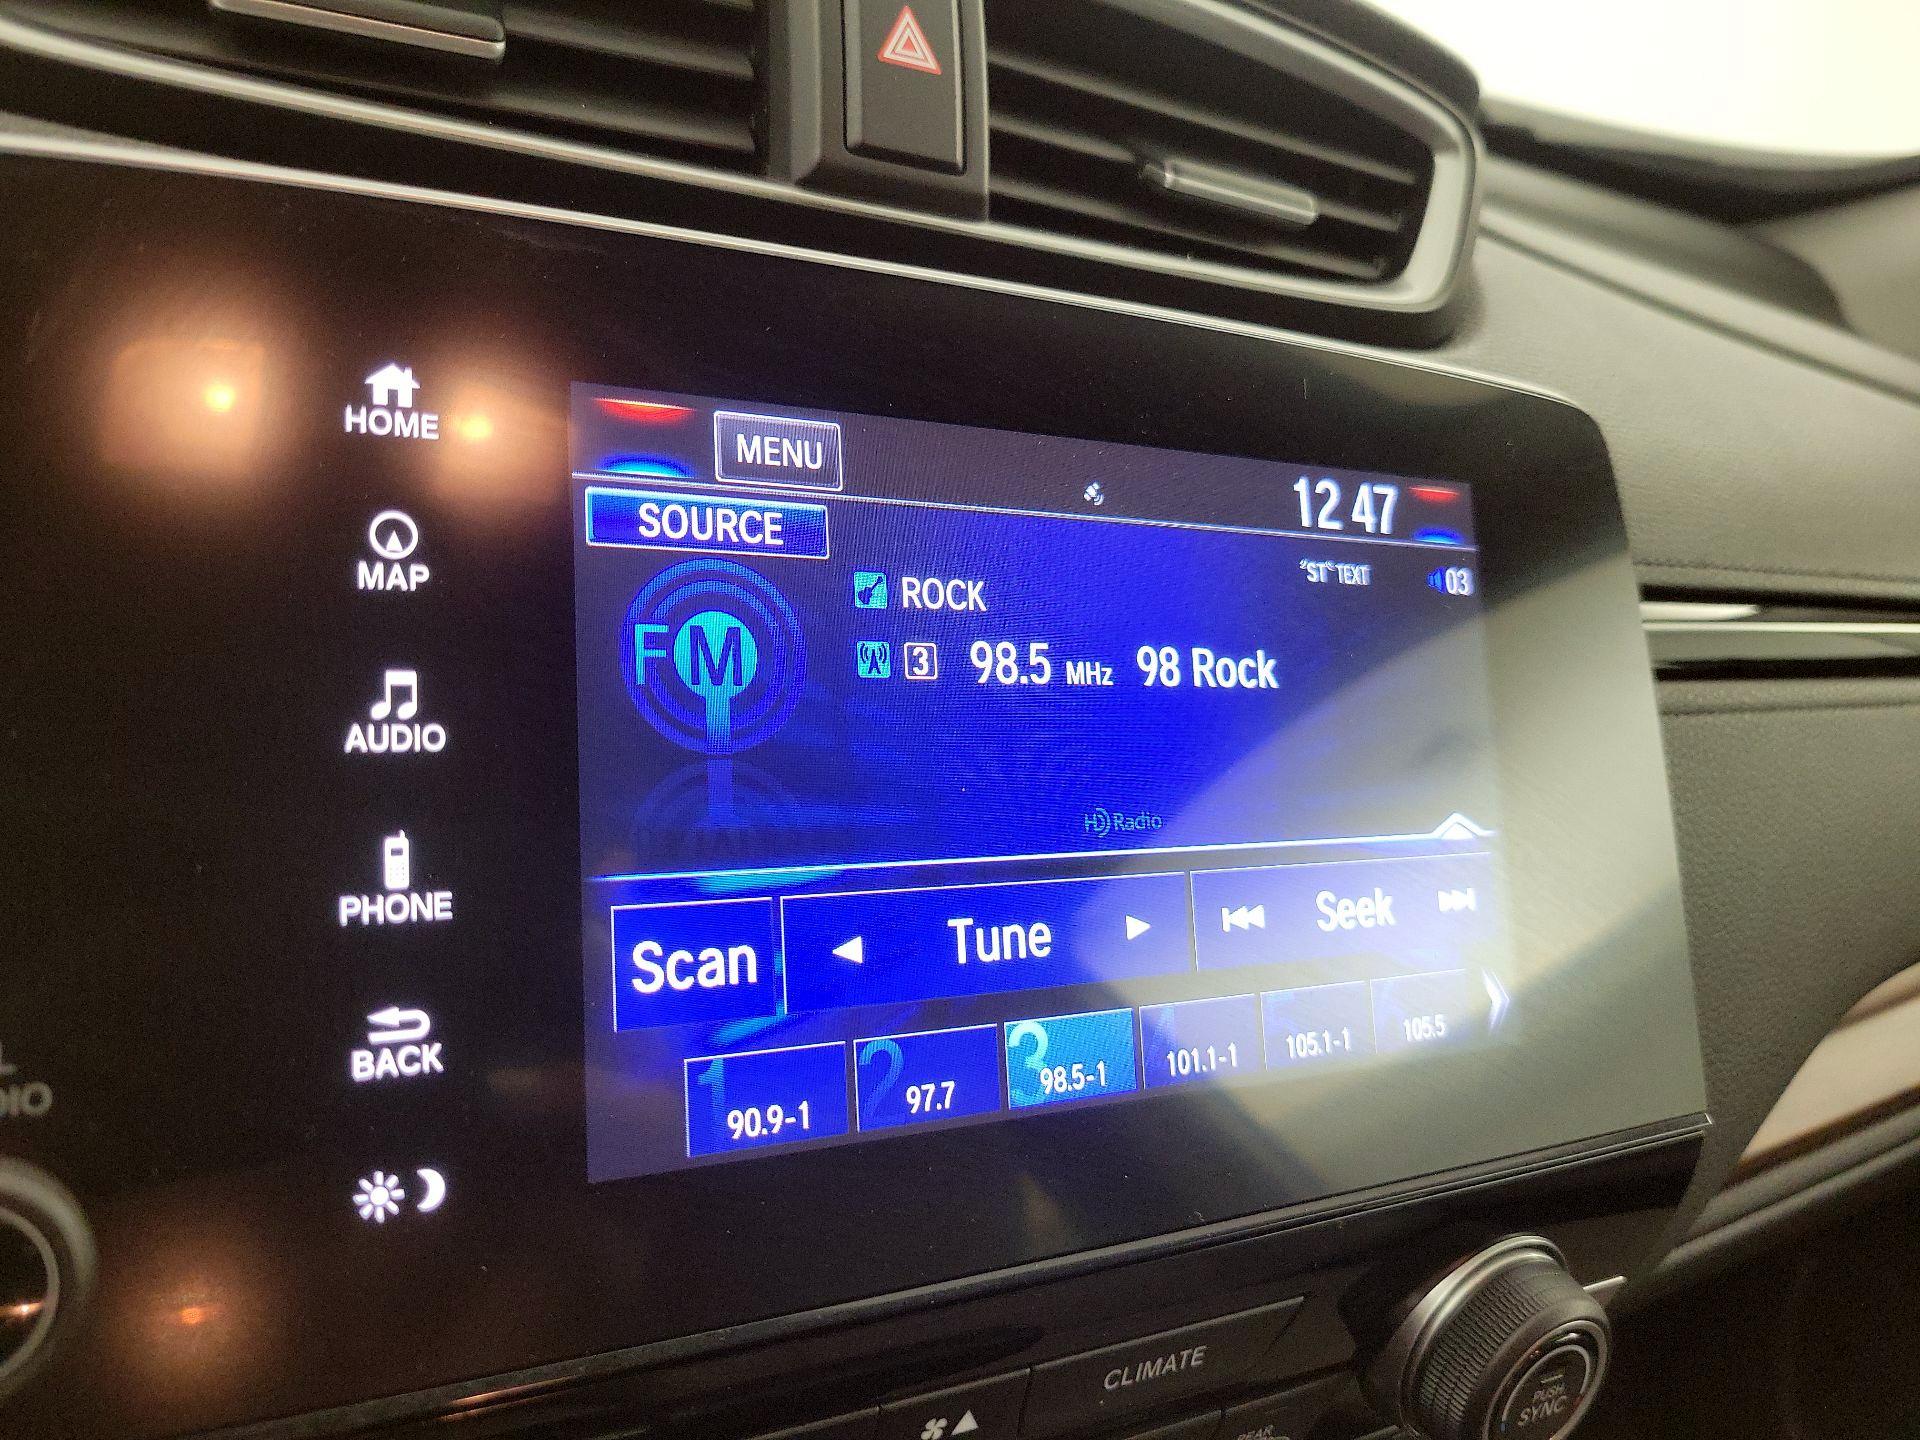 HOME
MAP
AUDIO
PHONE
BACK
MENU
12 47
SOURCE
"ST" TEXT
03
FM
ROCK
3 98.5 MHz 98 Rock
HD Radio
Scan
Tune
Seek
1 90.9-1
2 97.7
3 98.5-1
101.1-1
105.1-1
105.5
CLIMATE
PUSH
SYNC
REAR